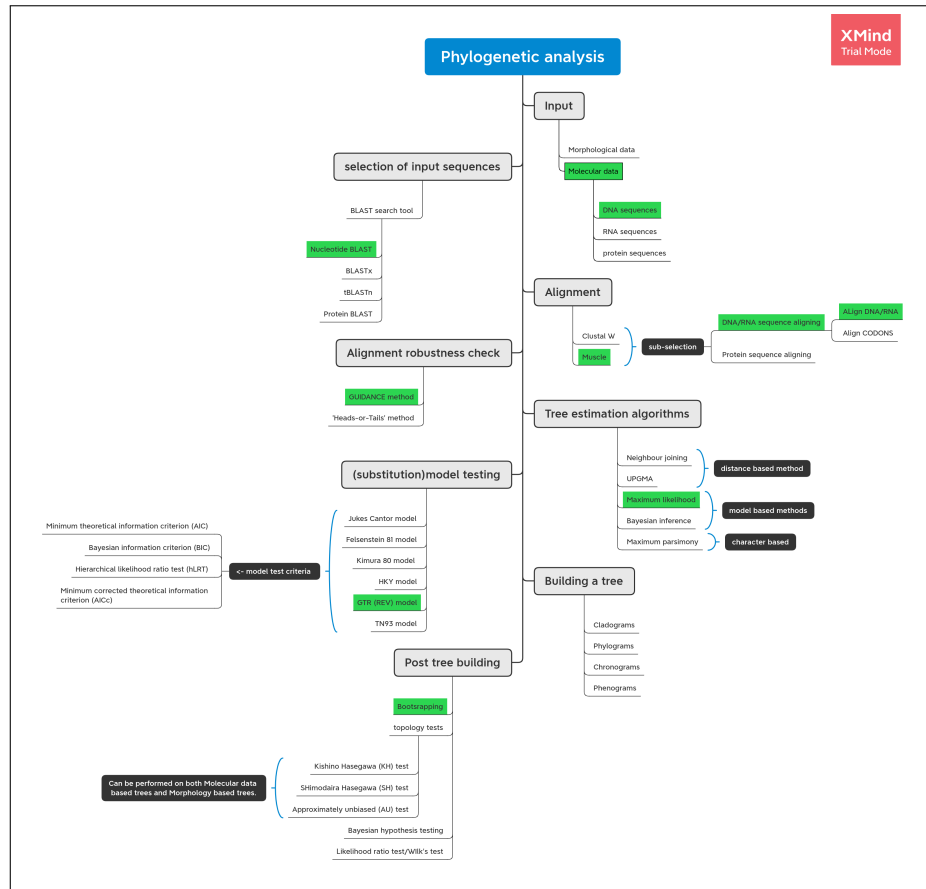 XMind
Trial Mode
Phylogenetic analysis
Input
Morphological data
Molecular data
DNA sequences
RNA sequences
protein sequences
selection of input sequences
BLAST search tool
Nucleotide BLAST
BLASTx
tBLASTn
Protein BLAST
Alignment
Clustal W
Muscle
sub-selection
DNA/RNA sequence aligning
ALign DNA/RNA
Align CODONS
Protein sequence aligning
Alignment robustness check
GUIDANCE method
'Heads-or-Tails' method
Tree estimation algorithms
Neighbour joining
UPGMA
distance based method
Maximum likelihood
Bayesian inference
model based methods
Maximum parsimony
character based
(substitution)model testing
Jukes Cantor model
Felsenstein 81 model
Kimura 80 model
HKY model
GTR (REV) model
TN93 model
<- model test criteria
Minimum theoretical information criterion (AIC)
Bayesian information criterion (BIC)
Hierarchical likelihood ratio test (hLRT)
Minimum corrected theoretical information
criterion (AICc)
Building a tree
Cladograms
Phylograms
Chronograms
Phenograms
Post tree building
Bootsrapping
topology tests
Kishino Hasegawa (KH) test
SHimodaira Hasegawa (SH) test
Approximately unbiased (AU) test
Can be performed on both Molecular data
based trees and Morphology based trees.
Bayesian hypothesis testing
Likelihood ratio test/WIlk's test